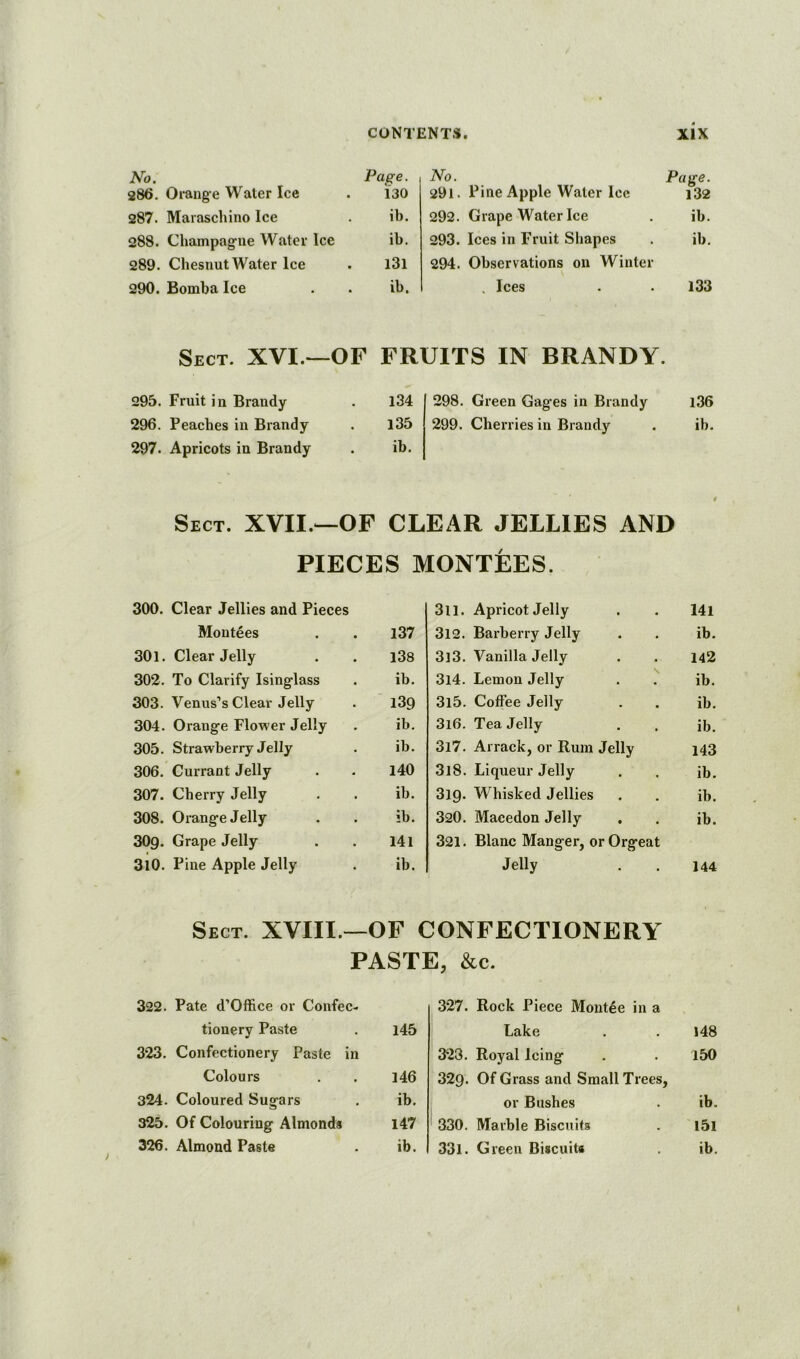 CONTENTS. xix
No. Page.
286. Orange Water Ice . 130
287. Maraschino Ice . ib.
288. Champagne Water Ice ib.
289. Chesnut Water Ice . 131
290. Bomba Ice . . ib.
No. Page.
291. Pine Apple Water Ice 132
292. Grape Water Ice . ib.
293. Ices in Fruit Shapes . ib.
294. Observations on Winter
Ices . . 133
Sect. XVI.—OF FRUITS IN BRANDY.
295. Fruit in Brandy . 134
296. Peaches in Brandy . 135
297. Apricots in Brandy . ib.
298. Green Gages in Brandy 136
299. Cherries in Brandy . ib.
Sect. XVII.—OF CLEAR JELLIES AND
PIECES MONTÉES.
300. Clear Jellies and Pieces
Montées . . 137
301. Clear Jelly . . 138
302. To Clarify Isinglass . ib.
303. Venus's Clear Jelly . 139
304. Orange Flower Jelly . ib.
305. Strawberry Jelly . ib.
306. Currant Jelly . . 140
307. Cherry Jelly . . ib.
308. Orange Jelly . . ib.
309. Grape Jelly . . 141
310. Pine Apple Jelly . ib.
311. Apricot Jelly . . 141
312. Barberry Jelly . . ib.
313. Vanilla Jelly . . 142
314. Lemon Jelly . . ib.
315. Coffee Jelly . . ib.
316. Tea Jelly . . ib.
317. Arrack, or Rum Jelly 143
318. Liqueur Jelly . . ib.
319. Whisked Jellies . . ib.
320. Macedon Jelly . . ib.
321. Blanc Manger, or Orgeat
Jelly . . 144
Sect. XVIII.—OF CONFECTIONERY
PASTE, &c.
322. Pate d'Office or Confec-
tionery Paste . 145
323. Confectionery Paste in
Colours . . 146
324. Coloured Sugars . ib.
325. Of Colouring Almonds 147
326. Almond Paste . ib.
327. Rock Piece Montée in a
Lake . . 148
323. Royal Icing . . 150
329. Of Grass and Small Trees,
or Bushes . ib.
330. Marble Biscuits . 151
331. Green Biscuits . ib.